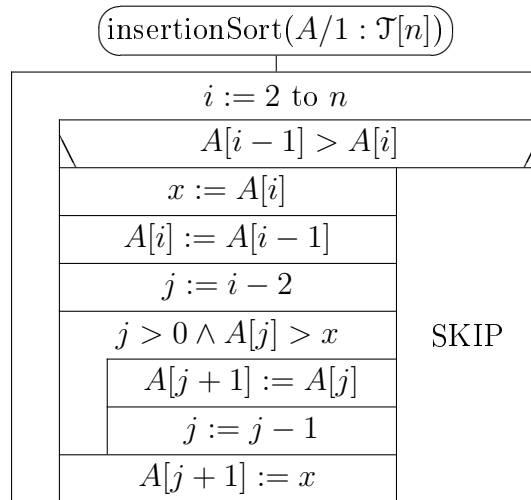 insertionSort(A/1 : 𝒯[n])
i := 2 to n
A[i − 1] > A[i]
x := A[i]
A[i] := A[i − 1]
j := i − 2
j > 0 ∧ A[j] > x
SKIP
A[j + 1] := A[j]
j := j − 1
A[j + 1] := x